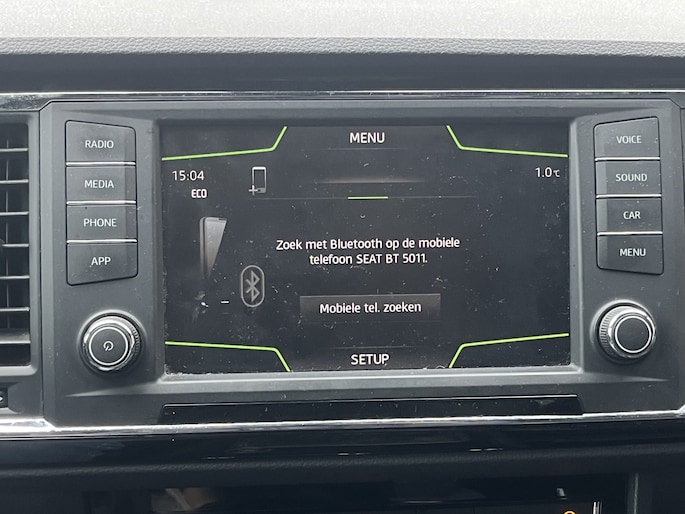 RADIO
MEDIA
PHONE
APP
MENU
15:04
ECO
1.0°C
Zoek met Bluetooth op de mobiele
telefoon SEAT BT 5011.
Mobiele tel. zoeken
SETUP
VOICE
SOUND
CAR
MENU